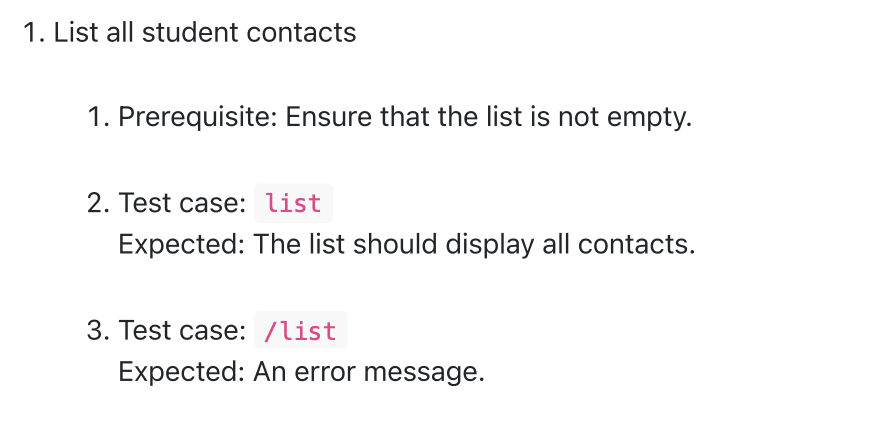 1. List all student contacts
1. Prerequisite: Ensure that the list is not empty.
2. Test case: list
Expected: The list should display all contacts.
3. Test case: /list
Expected: An error message.